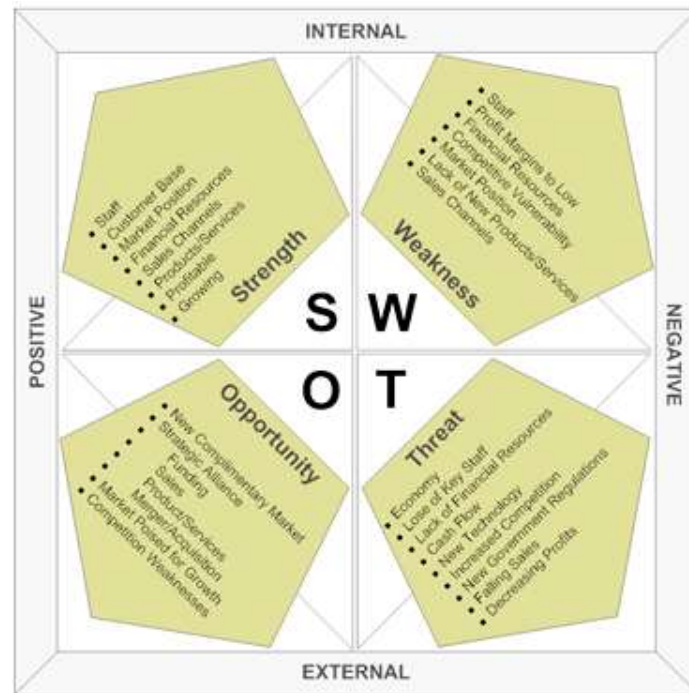 INTERNAL
POSITIVE
NEGATIVE
EXTERNAL
Strength
• Staff
• Customer Base
• Market Position
• Financial Resources
• Sales Channels
• Products/Services
• Profitable
• Growing
S
Weakness
• Staff
• Profit Margins to Low
• Financial Resources
• Competitive Vulnerability
• Market Position
• Lack of New Products/Services
• Sales Channels
W
Opportunity
• New Complimentary Market
• Strategic Alliance
• Funding
• Sales
• Product/Services
• Merger/Acquisition
• Market Poised for Growth
• Competition Weaknesses
O
Threat
• Economy
• Lose of Key Staff
• Lack of Financial Resources
• Cash Flow
• New Technology
• Increased Competition
• New Government Regulations
• Falling Sales
• Decreasing Profits
T